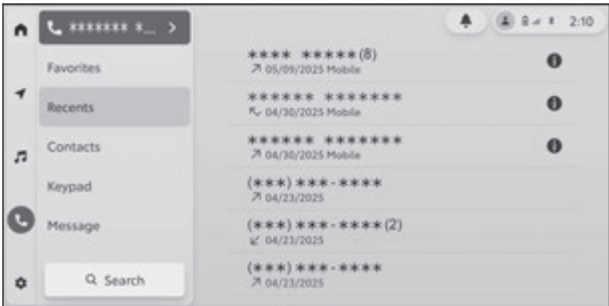 ******* *... >
Favorites
Recents
Contacts
Keypad
Message
Search
2:10
**** *****(8)
05/09/2025 Mobile
****** *******
04/30/2025 Mobile
****** *******
04/30/2025 Mobile
(***) ***-****
04/23/2025
(***) ***-****(2)
04/23/2025
(***) ***-****
04/23/2025